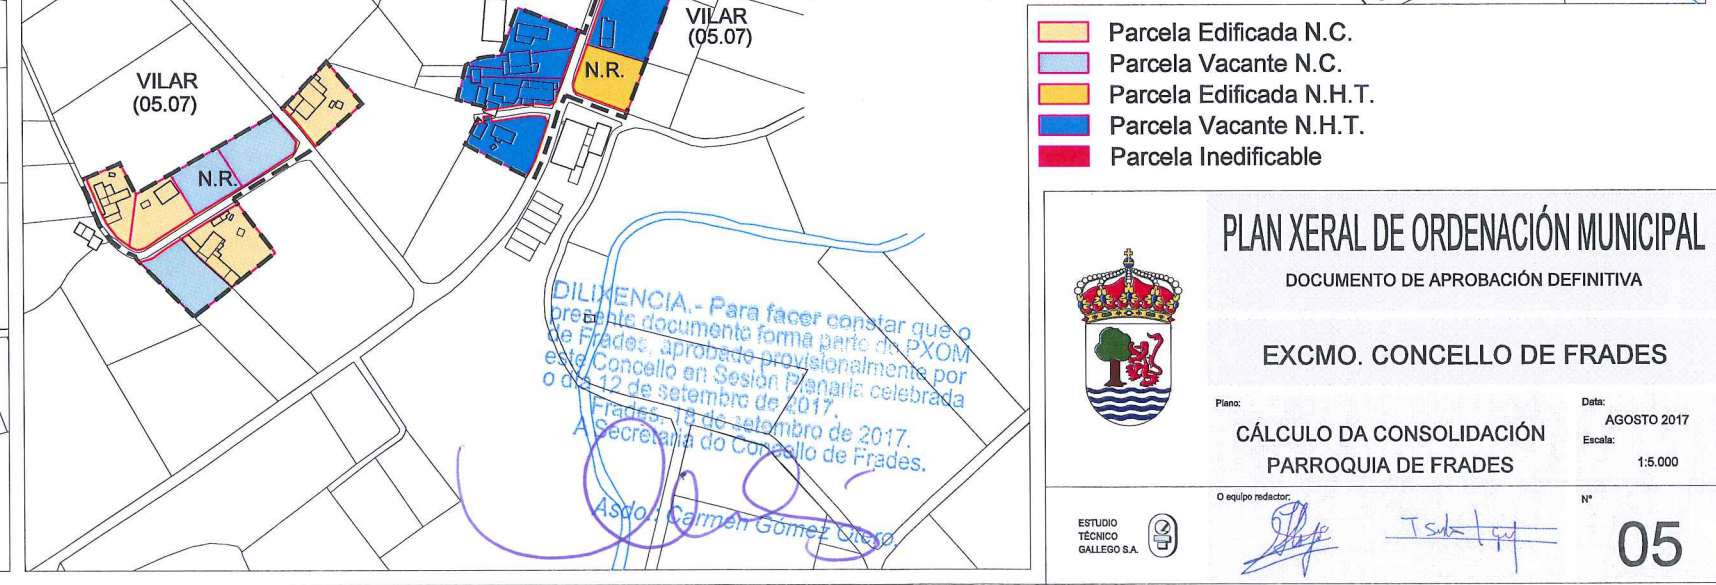 VILAR
(05.07)
VILAR
(05.07)
N.R.
N.R.
DILIXENCIA.- Para facer constar que o
presente documento forma parte do PXOM
de Frades, aprobado provisionalmente por
este Concello en Sesión Plenaria celebrada
o día 12 de setembro de 2017.
Frades, 18 de setembro de 2017.
A Secretaria do Concello de Frades.
Asdo.: Carmen Gómez Otero.
Parcela Edificada N.C.
Parcela Vacante N.C.
Parcela Edificada N.H.T.
Parcela Vacante N.H.T.
Parcela Inedificable
PLAN XERAL DE ORDENACIÓN MUNICIPAL
DOCUMENTO DE APROBACIÓN DEFINITIVA
EXCMO. CONCELLO DE FRADES
Plano:
CÁLCULO DA CONSOLIDACIÓN
PARROQUIA DE FRADES
Data:
AGOSTO 2017
Escala:
1:5.000
ESTUDIO
TÉCNICO
GALLEGO S.A.
O equipo redactor:
Nº
05